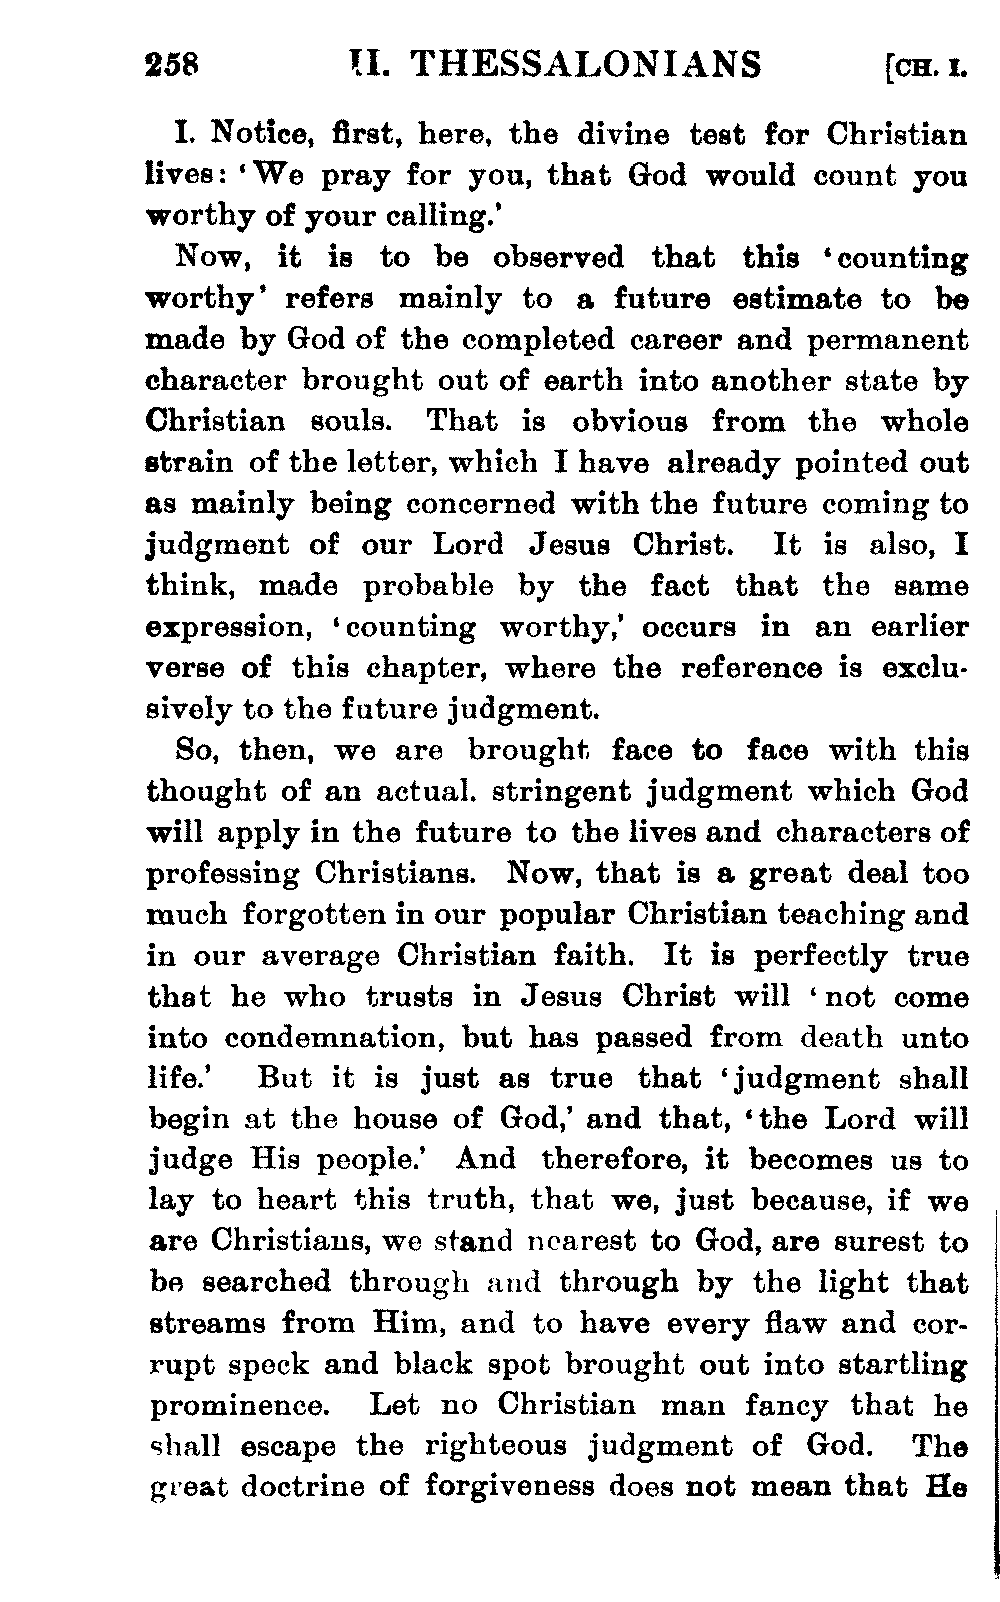 258 II. THESSALONIANS [CH. I.
I. Notice, first, here, the divine test for Christian
lives: ‘We pray for you, that God would count you
worthy of your calling.’
Now, it is to be observed that this ‘counting
worthy’ refers mainly to a future estimate to be
made by God of the completed career and permanent
character brought out of earth into another state by
Christian souls. That is obvious from the whole
strain of the letter, which I have already pointed out
as mainly being concerned with the future coming to
judgment of our Lord Jesus Christ. It is also, I
think, made probable by the fact that the same
expression, ‘counting worthy,’ occurs in an earlier
verse of this chapter, where the reference is exclu-
sively to the future judgment.
So, then, we are brought face to face with this
thought of an actual. stringent judgment which God
will apply in the future to the lives and characters of
professing Christians. Now, that is a great deal too
much forgotten in our popular Christian teaching and
in our average Christian faith. It is perfectly true
that he who trusts in Jesus Christ will ‘not come
into condemnation, but has passed from death unto
life.’ But it is just as true that ‘judgment shall
begin at the house of God,’ and that, ‘the Lord will
judge His people.’ And therefore, it becomes us to
lay to heart this truth, that we, just because, if we
are Christians, we stand nearest to God, are surest to
be searched through and through by the light that
streams from Him, and to have every flaw and cor-
rupt speck and black spot brought out into startling
prominence. Let no Christian man fancy that he
shall escape the righteous judgment of God. The
great doctrine of forgiveness does not mean that He